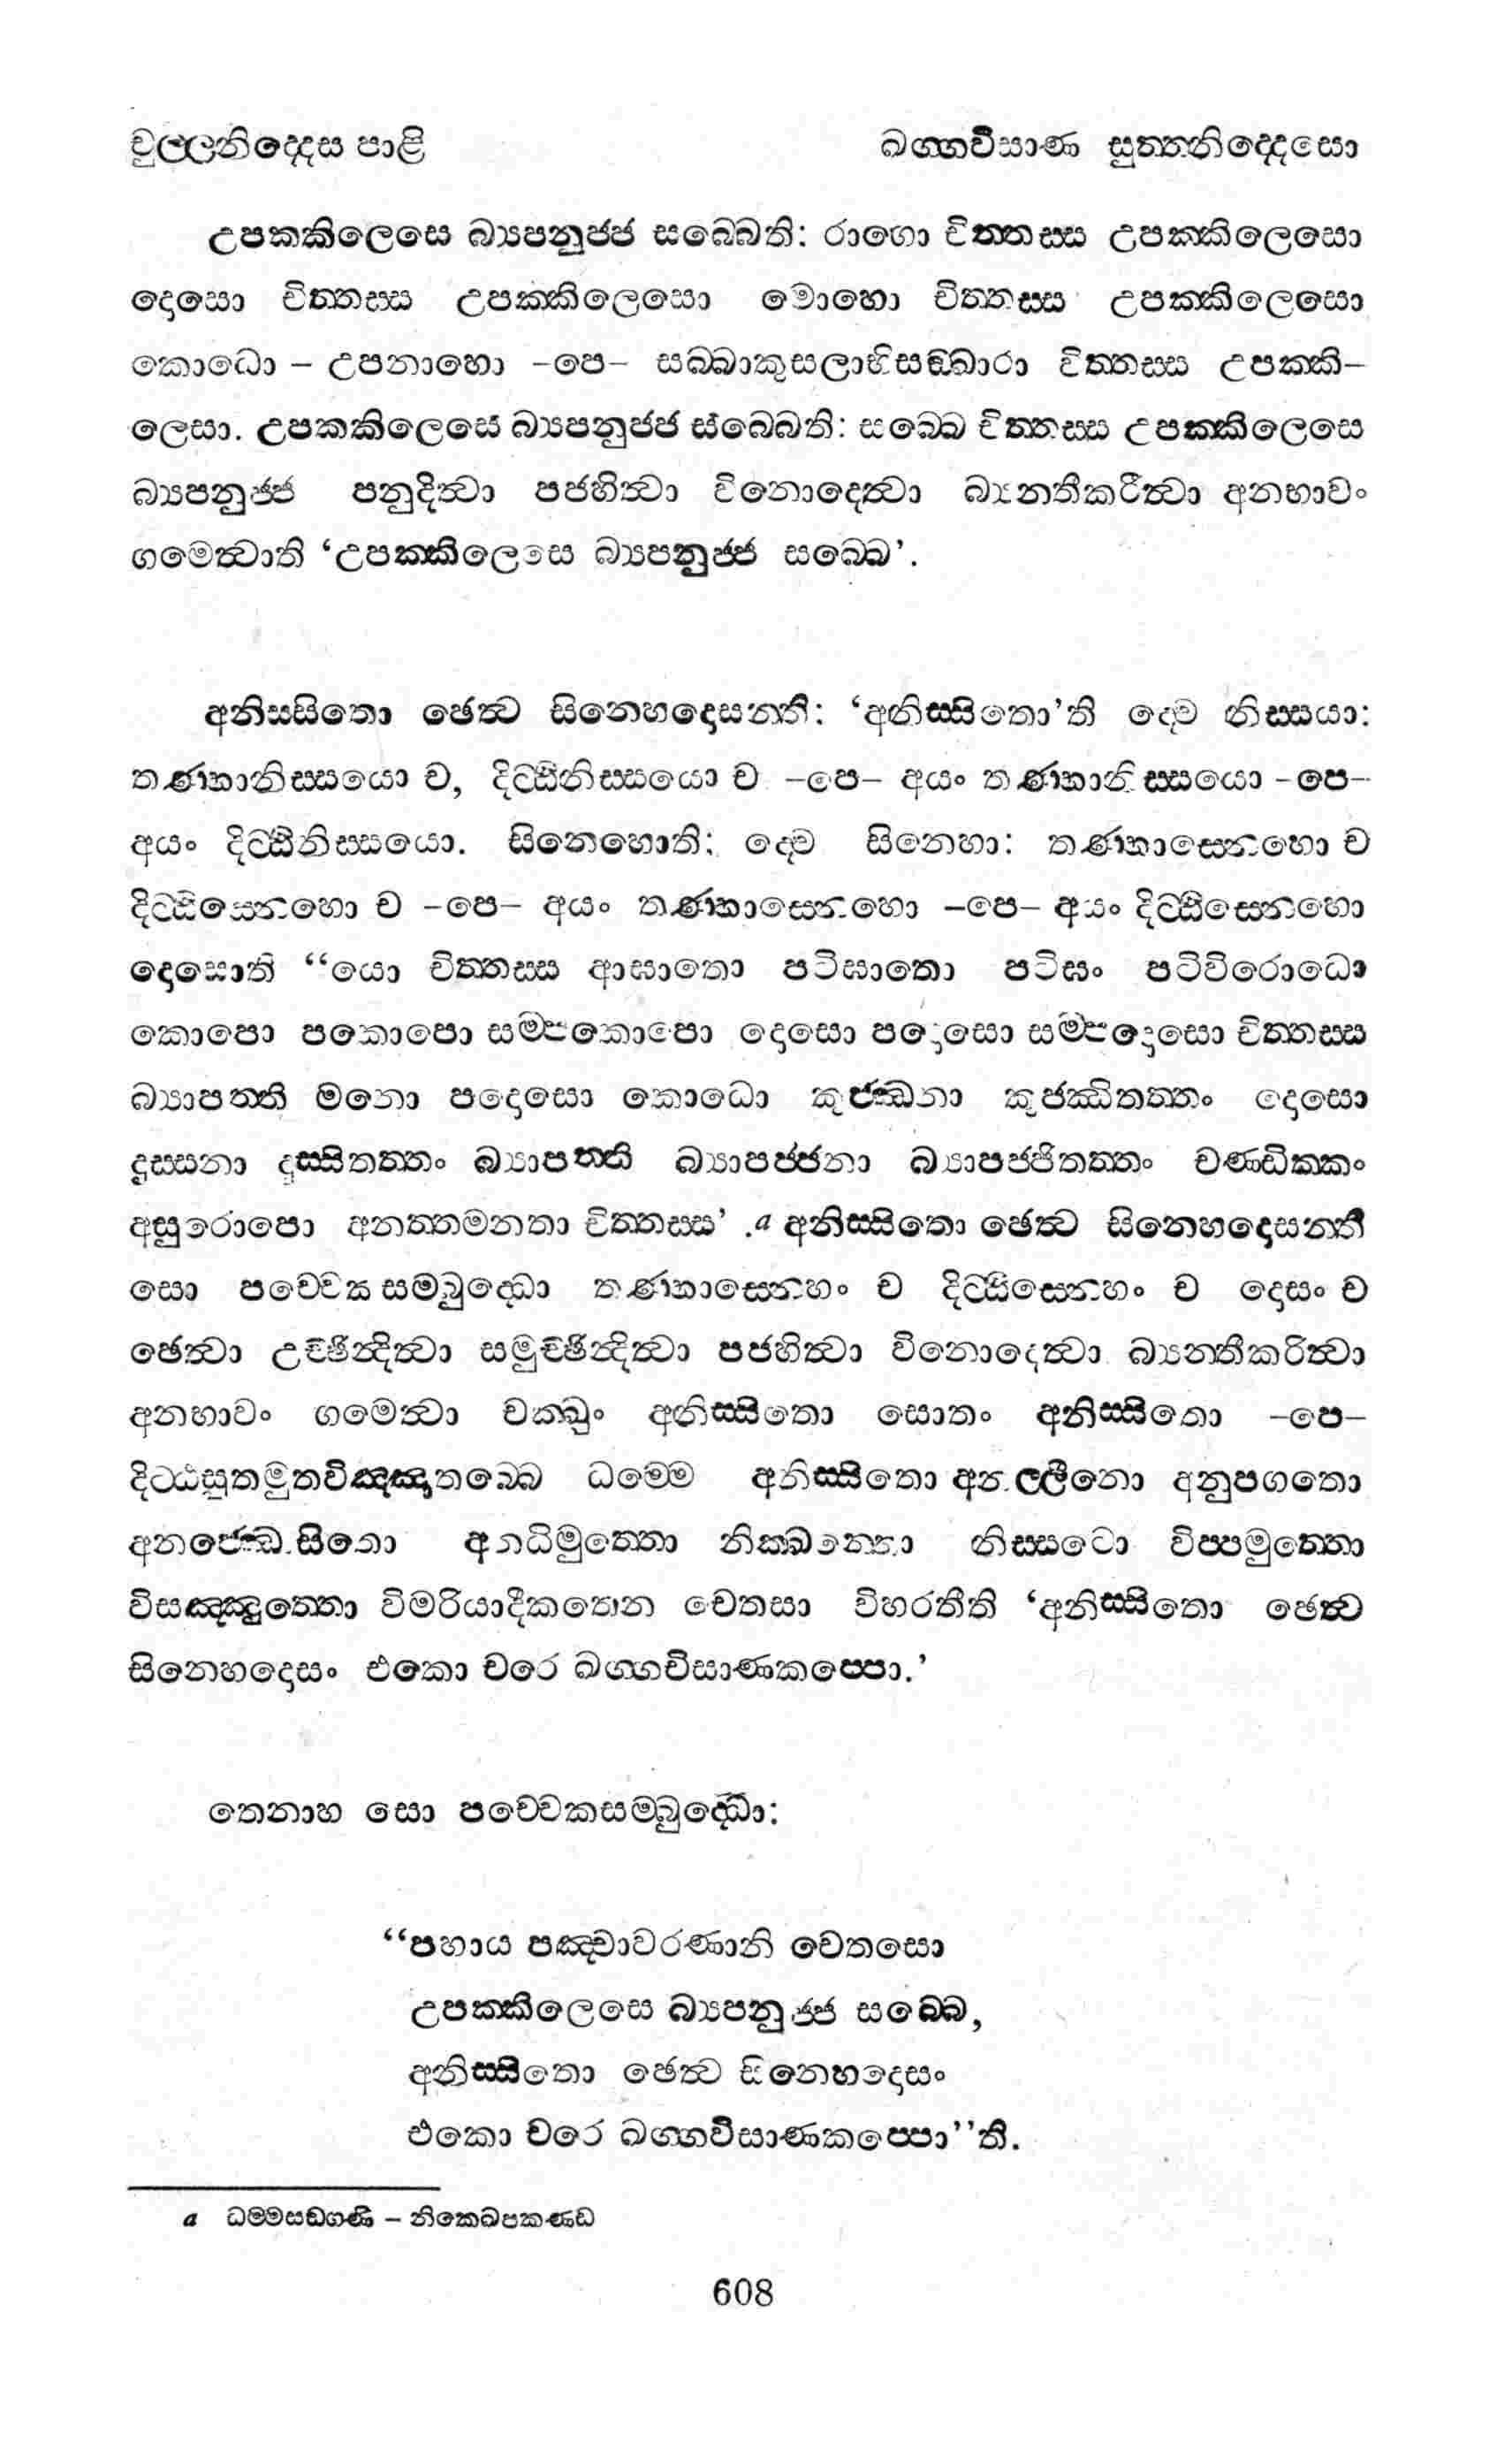 චුල්ලනිද්දෙස පාළි
ඛග්ගවිසාණ සුත්තනිද්දෙසො
උපක්කිලෙසෙ බ්‍යපනුජ්ජ සබ්බෙති: රාගො චිත්තස්ස උපක්කිලෙසො
දොසො චිත්තස්ස උපක්කිලෙසො මොහො චිත්තස්ස උපක්කිලෙසො
කොධො – උපනාහො -පෙ- සබ්බාකුසලාභිසඞ්ඛාරා චිත්තස්ස උපක්කි–
ලෙසා. උපක්කිලෙසෙ බ්‍යපනුජ්ජ සබ්බෙති: සබ්බෙ චිත්තස්ස උපක්කිලෙසෙ
බ්‍යපනුජ්ජ පනුදිත්‍වා පජහිත්‍වා විනොදෙත්‍වා බ්‍යනතීකරිත්‍වා අනභාවං
ගමෙත්‍වාති ‘උපක්කිලෙසෙ බ්‍යපනුජ්ජ සබ්බෙ’.
අනිස්සිතො ඡෙත්‍ව සිනෙහදොසන්ති: ‘අනිස්සිතො’ති ද්වෙ නිස්සයා:
තණ්හානිස්සයො ච, දිට්ඨිනිස්සයො ච -පෙ- අයං තණ්හානිස්සයො -පෙ-
අයං දිට්ඨිනිස්සයො. සිනෙහොති: ද්වෙ සිනෙහා: තණ්හාස්නෙහො ච
දිට්ඨිස්නෙහො ච -පෙ- අයං තණ්හාස්නෙහො –පෙ– අයං දිට්ඨිස්නෙහො
දොසොති “යො චිත්තස්ස ආඝාතො පටිඝාතො පටිඝං පටිවිරොධො
කොපො පකොපො සම්පකොපො දොසො පදොසො සම්පදොසො චිත්තස්ස
බ්‍යාපත්ති මනො පදොසො කොධො කුජ්ඣනා කුජ්ඣිතත්තං දොසො
දුස්සනා දුස්සිතත්තං බ්‍යාපත්ති බ්‍යාපජ්ජනා බ්‍යාපජ්ජිතත්තං චණ්ඩික්කං
අසුරොපො අනත්තමනතා චිත්තස්ස’ .a අනිස්සිතො ඡෙත්‍ව සිනෙහදොසන්ති
සො පච්චෙක සම්බුද්ධො තණ්හාස්නෙහං ච දිට්ඨිස්නෙහං ච දොසං ච
ඡෙත්‍වා උච්ඡින්දිත්‍වා සමුච්ඡින්දිත්‍වා පජහිත්‍වා විනොදෙත්‍වා බ්‍යන්තීකරිත්‍වා
අනභාවං ගමෙත්‍වා චක්ඛුං අනිස්සිතො සොතං අනිස්සිතො -පෙ–
දිට්ඨසුතමුතවිඤ්ඤාතබ්බෙ ධම්මෙ අනිස්සිතො අනල්ලීනො අනුපගතො
අනජ්ඣොසිතො අනධිමුත්තො නික්ඛන්තො නිස්සටො විප්පමුත්තො
විසඤ්ඤුත්තො විමරියාදීකතෙන චෙතසා විහරතීති ‘අනිස්සිතො ඡෙත්‍ව
සිනෙහදොසං එකො චරෙ ඛග්ගවිසාණකප්පො.’
තෙනාහ සො පච්චෙකසම්බුද්ධො:
“පහාය පඤ්චාවරණානි චෙතසො
උපක්කිලෙසෙ බ්‍යපනුජ්ජ සබ්බෙ,
අනිස්සිතො ඡෙත්‍ව සිනෙහදොසං
එකො චරෙ ඛග්ගවිසාණකප්පො”ති.
a ධම්මසඞ්ගණී – නික්ඛෙපකණ්ඩ
608